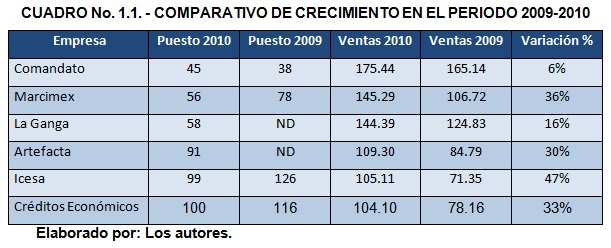 CUADRO No. 1.1. - COMPARATIVO DE CRECIMIENTO EN EL PERIODO 2009-2010
Empresa Puesto 2010 Puesto 2009 Ventas 2010 Ventas 2009 Variación %
Comandato 45 38 175.44 165.14 6%
Marcimex 56 78 145.29 106.72 36%
La Ganga 58 ND 144.39 124.83 16%
Artefacta 91 ND 109.30 84.79 30%
Icesa 99 126 105.11 71.35 47%
Créditos Económicos 100 116 104.10 78.16 33%
Elaborado por: Los autores.